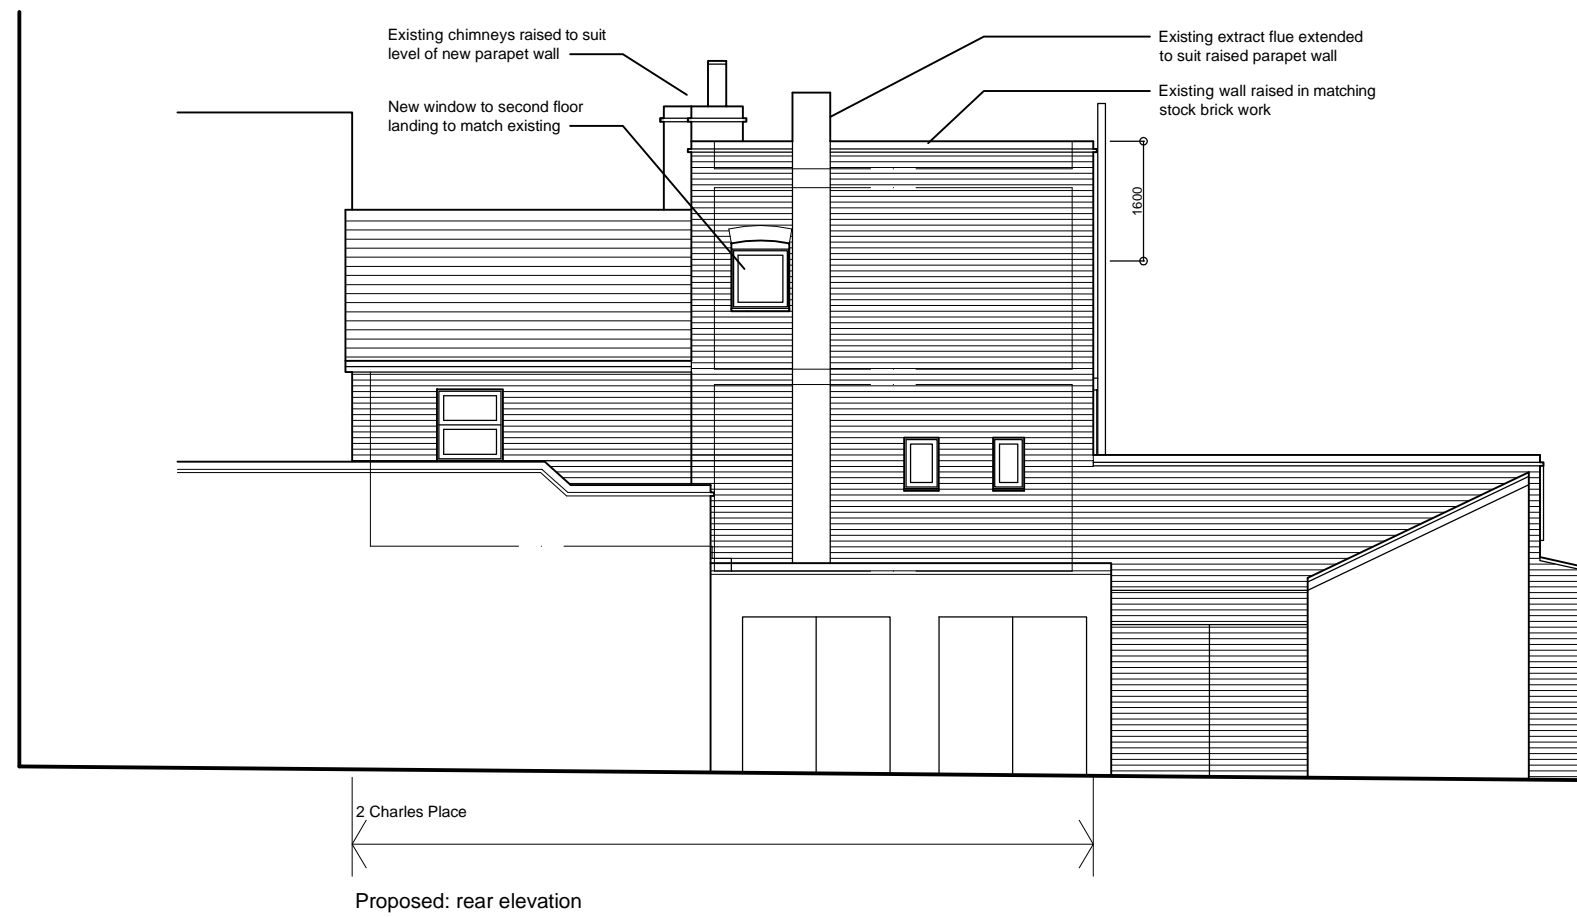 Existing chimneys raised to suit
level of new parapet wall
New window to second floor
landing to match existing
Existing extract flue extended
to suit raised parapet wall
Existing wall raised in matching
stock brick work
1600
2 Charles Place
Proposed: rear elevation